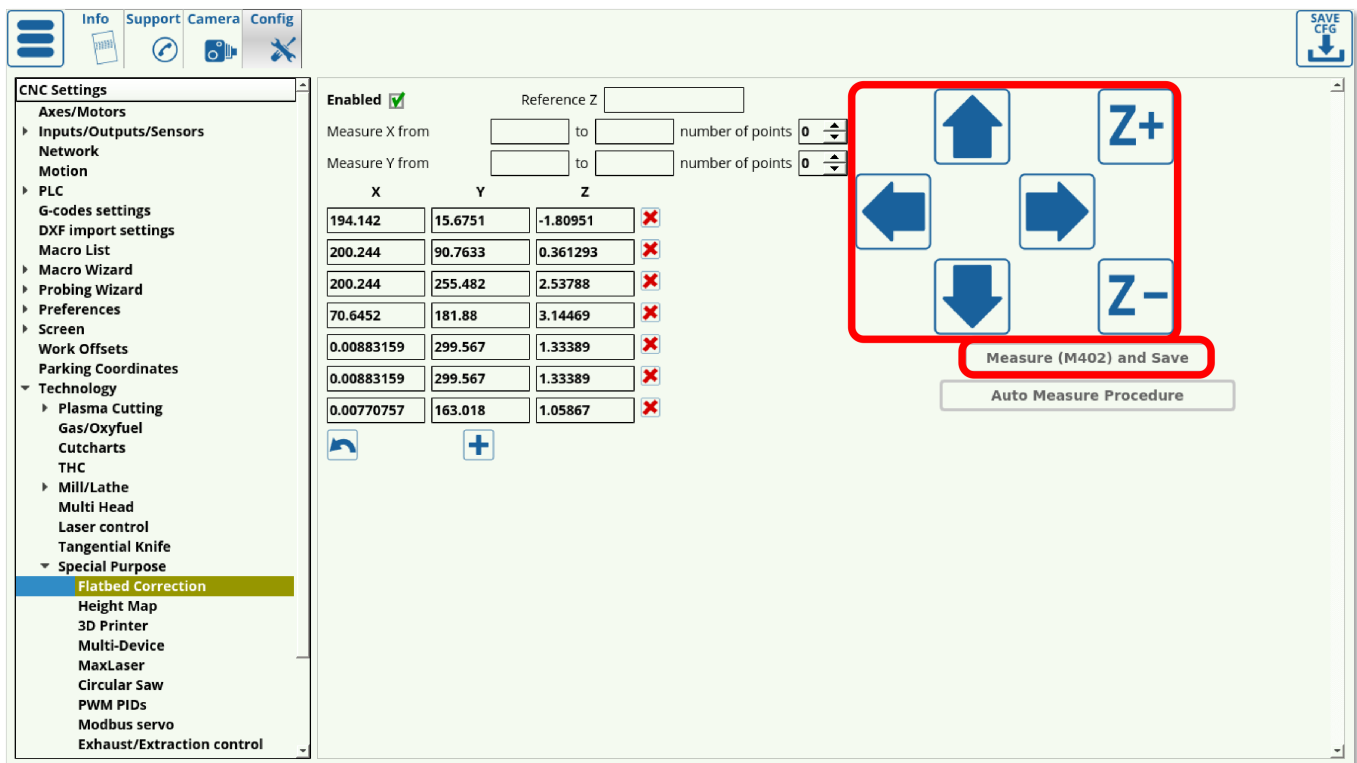 Info Support Camera Config
SAVE
CFG
CNC Settings
Axes/Motors
Inputs/Outputs/Sensors
Network
Motion
PLC
G-codes settings
DXF import settings
Macro List
Macro Wizard
Probing Wizard
Preferences
Screen
Work Offsets
Parking Coordinates
Technology
Plasma Cutting
Gas/Oxyfuel
Cutcharts
THC
Mill/Lathe
Multi Head
Laser control
Tangential Knife
Special Purpose
Flatbed Correction
Height Map
3D Printer
Multi-Device
MaxLaser
Circular Saw
PWM PIDs
Modbus servo
Exhaust/Extraction control
Enabled Reference Z
Measure X from to number of points 0
Measure Y from to number of points 0
X Y Z
194.142 15.6751 -1.80951
200.244 90.7633 0.361293
200.244 255.482 2.53788
70.6452 181.88 3.14469
0.00883159 299.567 1.33389
0.00883159 299.567 1.33389
0.00770757 163.018 1.05867
Z+
Z−
Measure (M402) and Save
Auto Measure Procedure